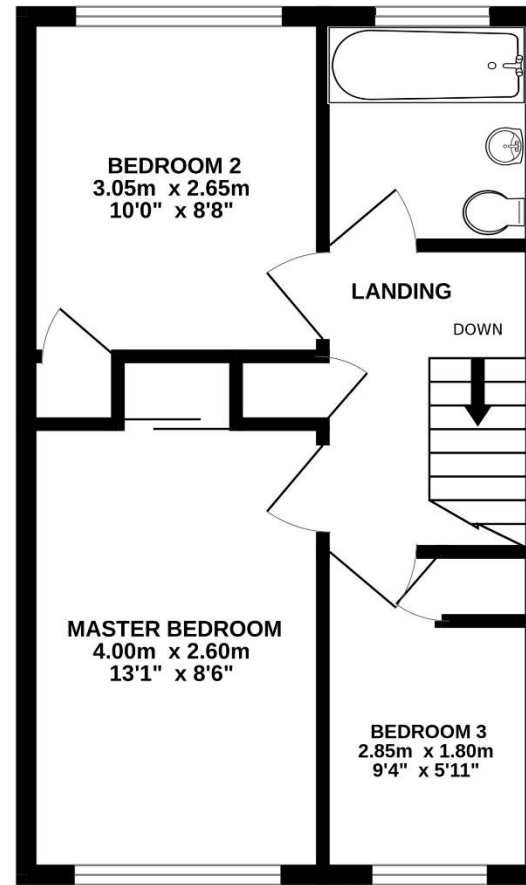 BEDROOM 2
3.05m x 2.65m
10'0" x 8'8"
LANDING
DOWN
MASTER BEDROOM
4.00m x 2.60m
13'1" x 8'6"
BEDROOM 3
2.85m x 1.80m
9'4" x 5'11"